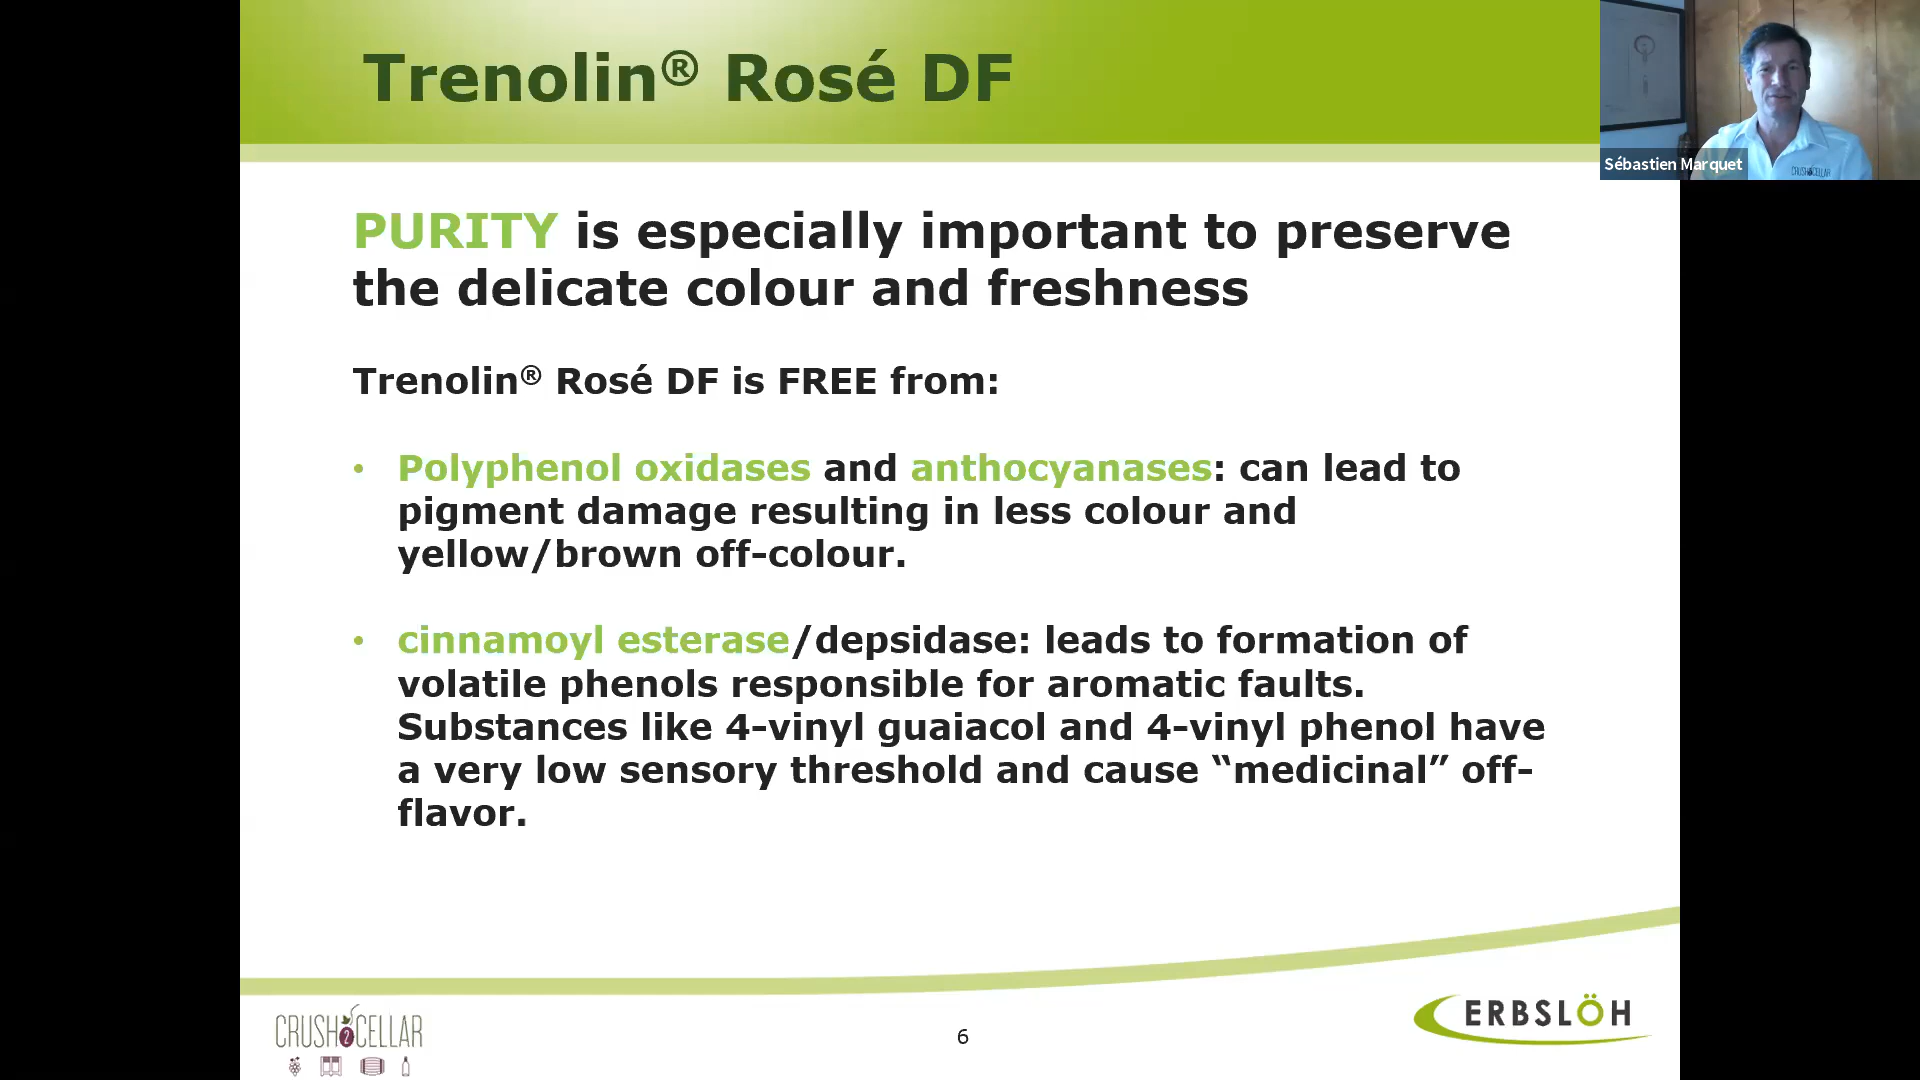 Trenolin® Rosé DF
Sébastien Marquet
CRUSH2CELLAR
PURITY is especially important to preserve
the delicate colour and freshness
Trenolin® Rosé DF is FREE from:
• Polyphenol oxidases and anthocyanases: can lead to
pigment damage resulting in less colour and
yellow/brown off-colour.
• cinnamoyl esterase/depsidase: leads to formation of
volatile phenols responsible for aromatic faults.
Substances like 4-vinyl guaiacol and 4-vinyl phenol have
a very low sensory threshold and cause “medicinal” off-
flavor.
CRUSH2CELLAR
6
ERBSLÖH